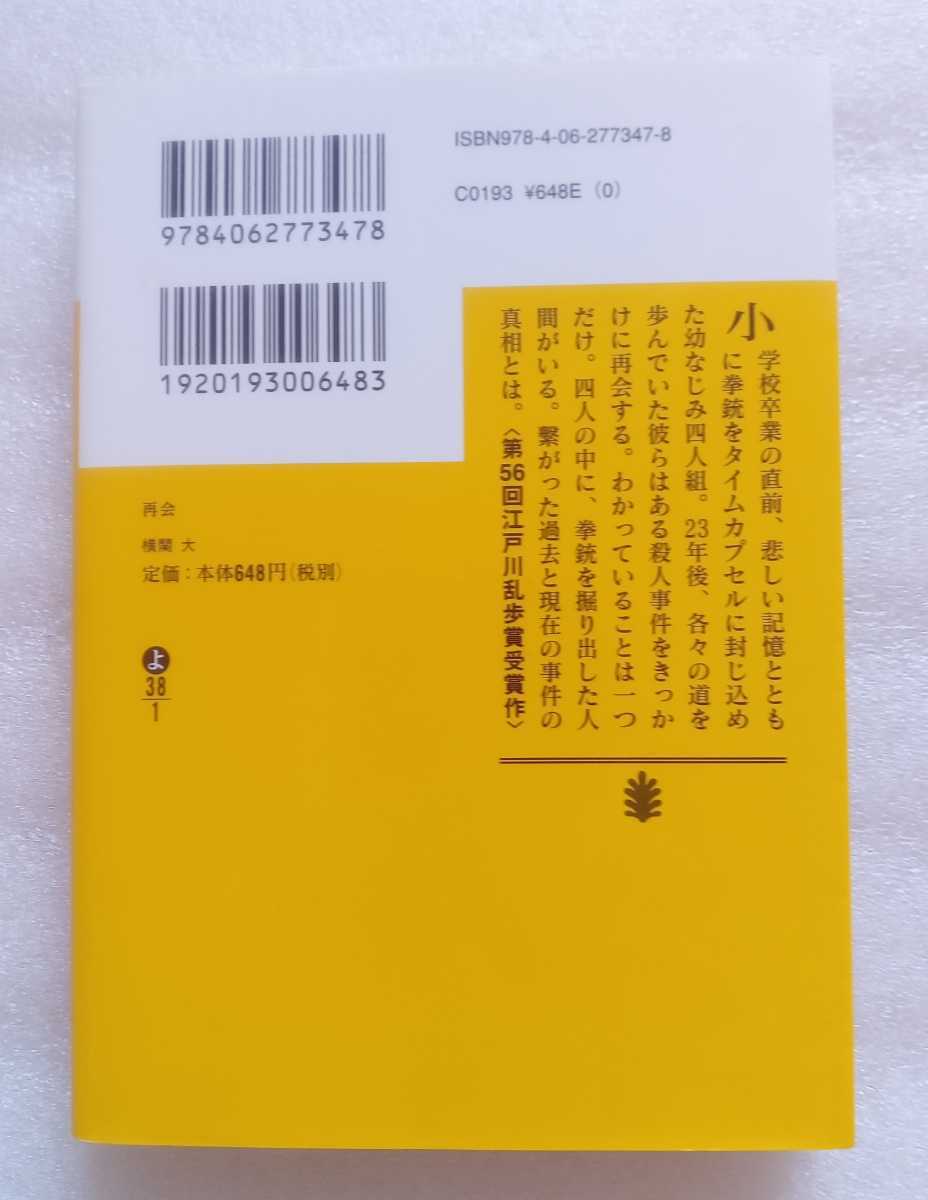 ISBN978-4-06-277347-8
C0193 ¥648E (0)
9784062773478
1920193006483
小学校卒業の直前、悲しい記憶ととも
に拳銃をタイムカプセルに封じ込め
た幼なじみ四人組。23年後、各々の道を
歩んでいた彼らはある殺人事件をきっか
けに再会する。わかっていることは一つ
だけ。四人の中に、拳銃を掘り出した人
間がいる。繋がった過去と現在の事件の
真相とは。〈第56回江戸川乱歩賞受賞作〉
再会
横関 大
定価：本体648円（税別）
よ
38
1